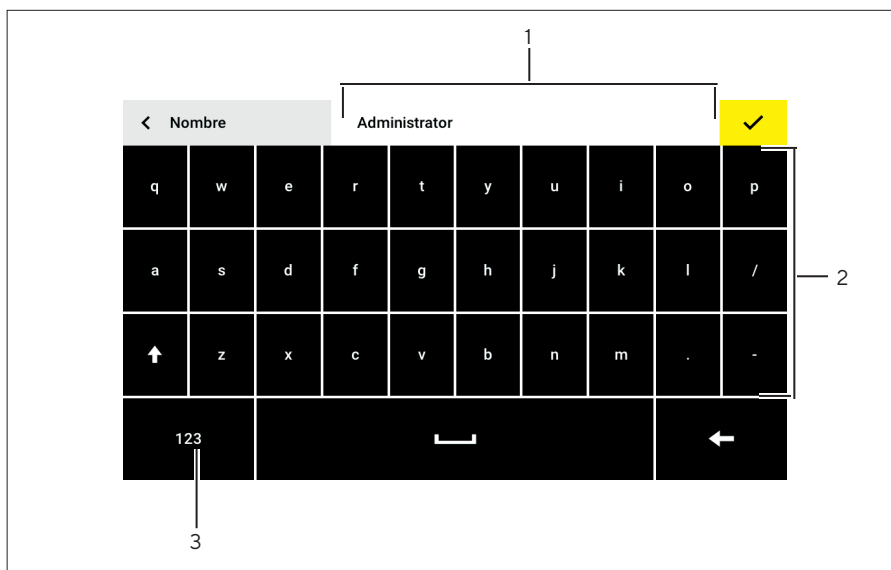 1
Nombre Administrator
q w e r t y u i o p
a s d f g h j k l /
2
z x c v b n m . -
123
3